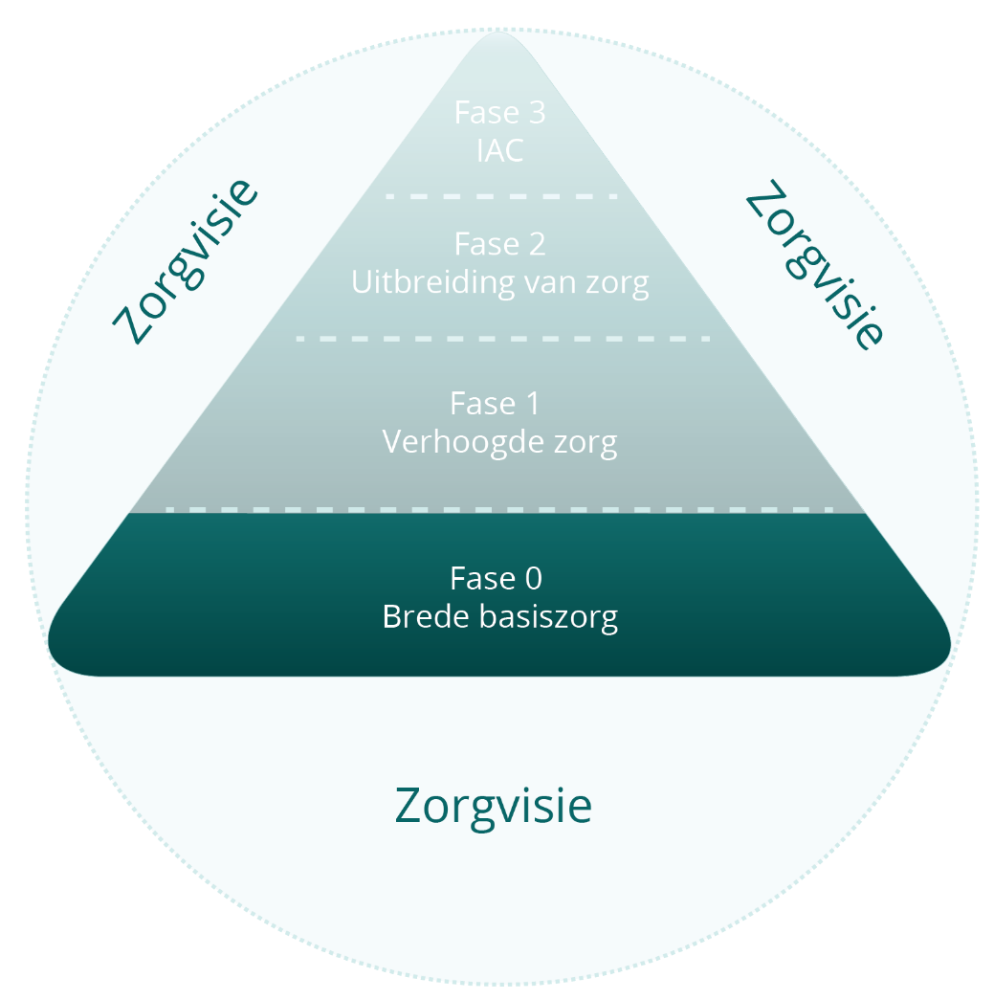 Fase 3
IAC
Zorgvisie
Zorgvisie
Fase 2
Uitbreiding van zorg
Fase 1
Verhoogde zorg
Fase 0
Brede basiszorg
Zorgvisie